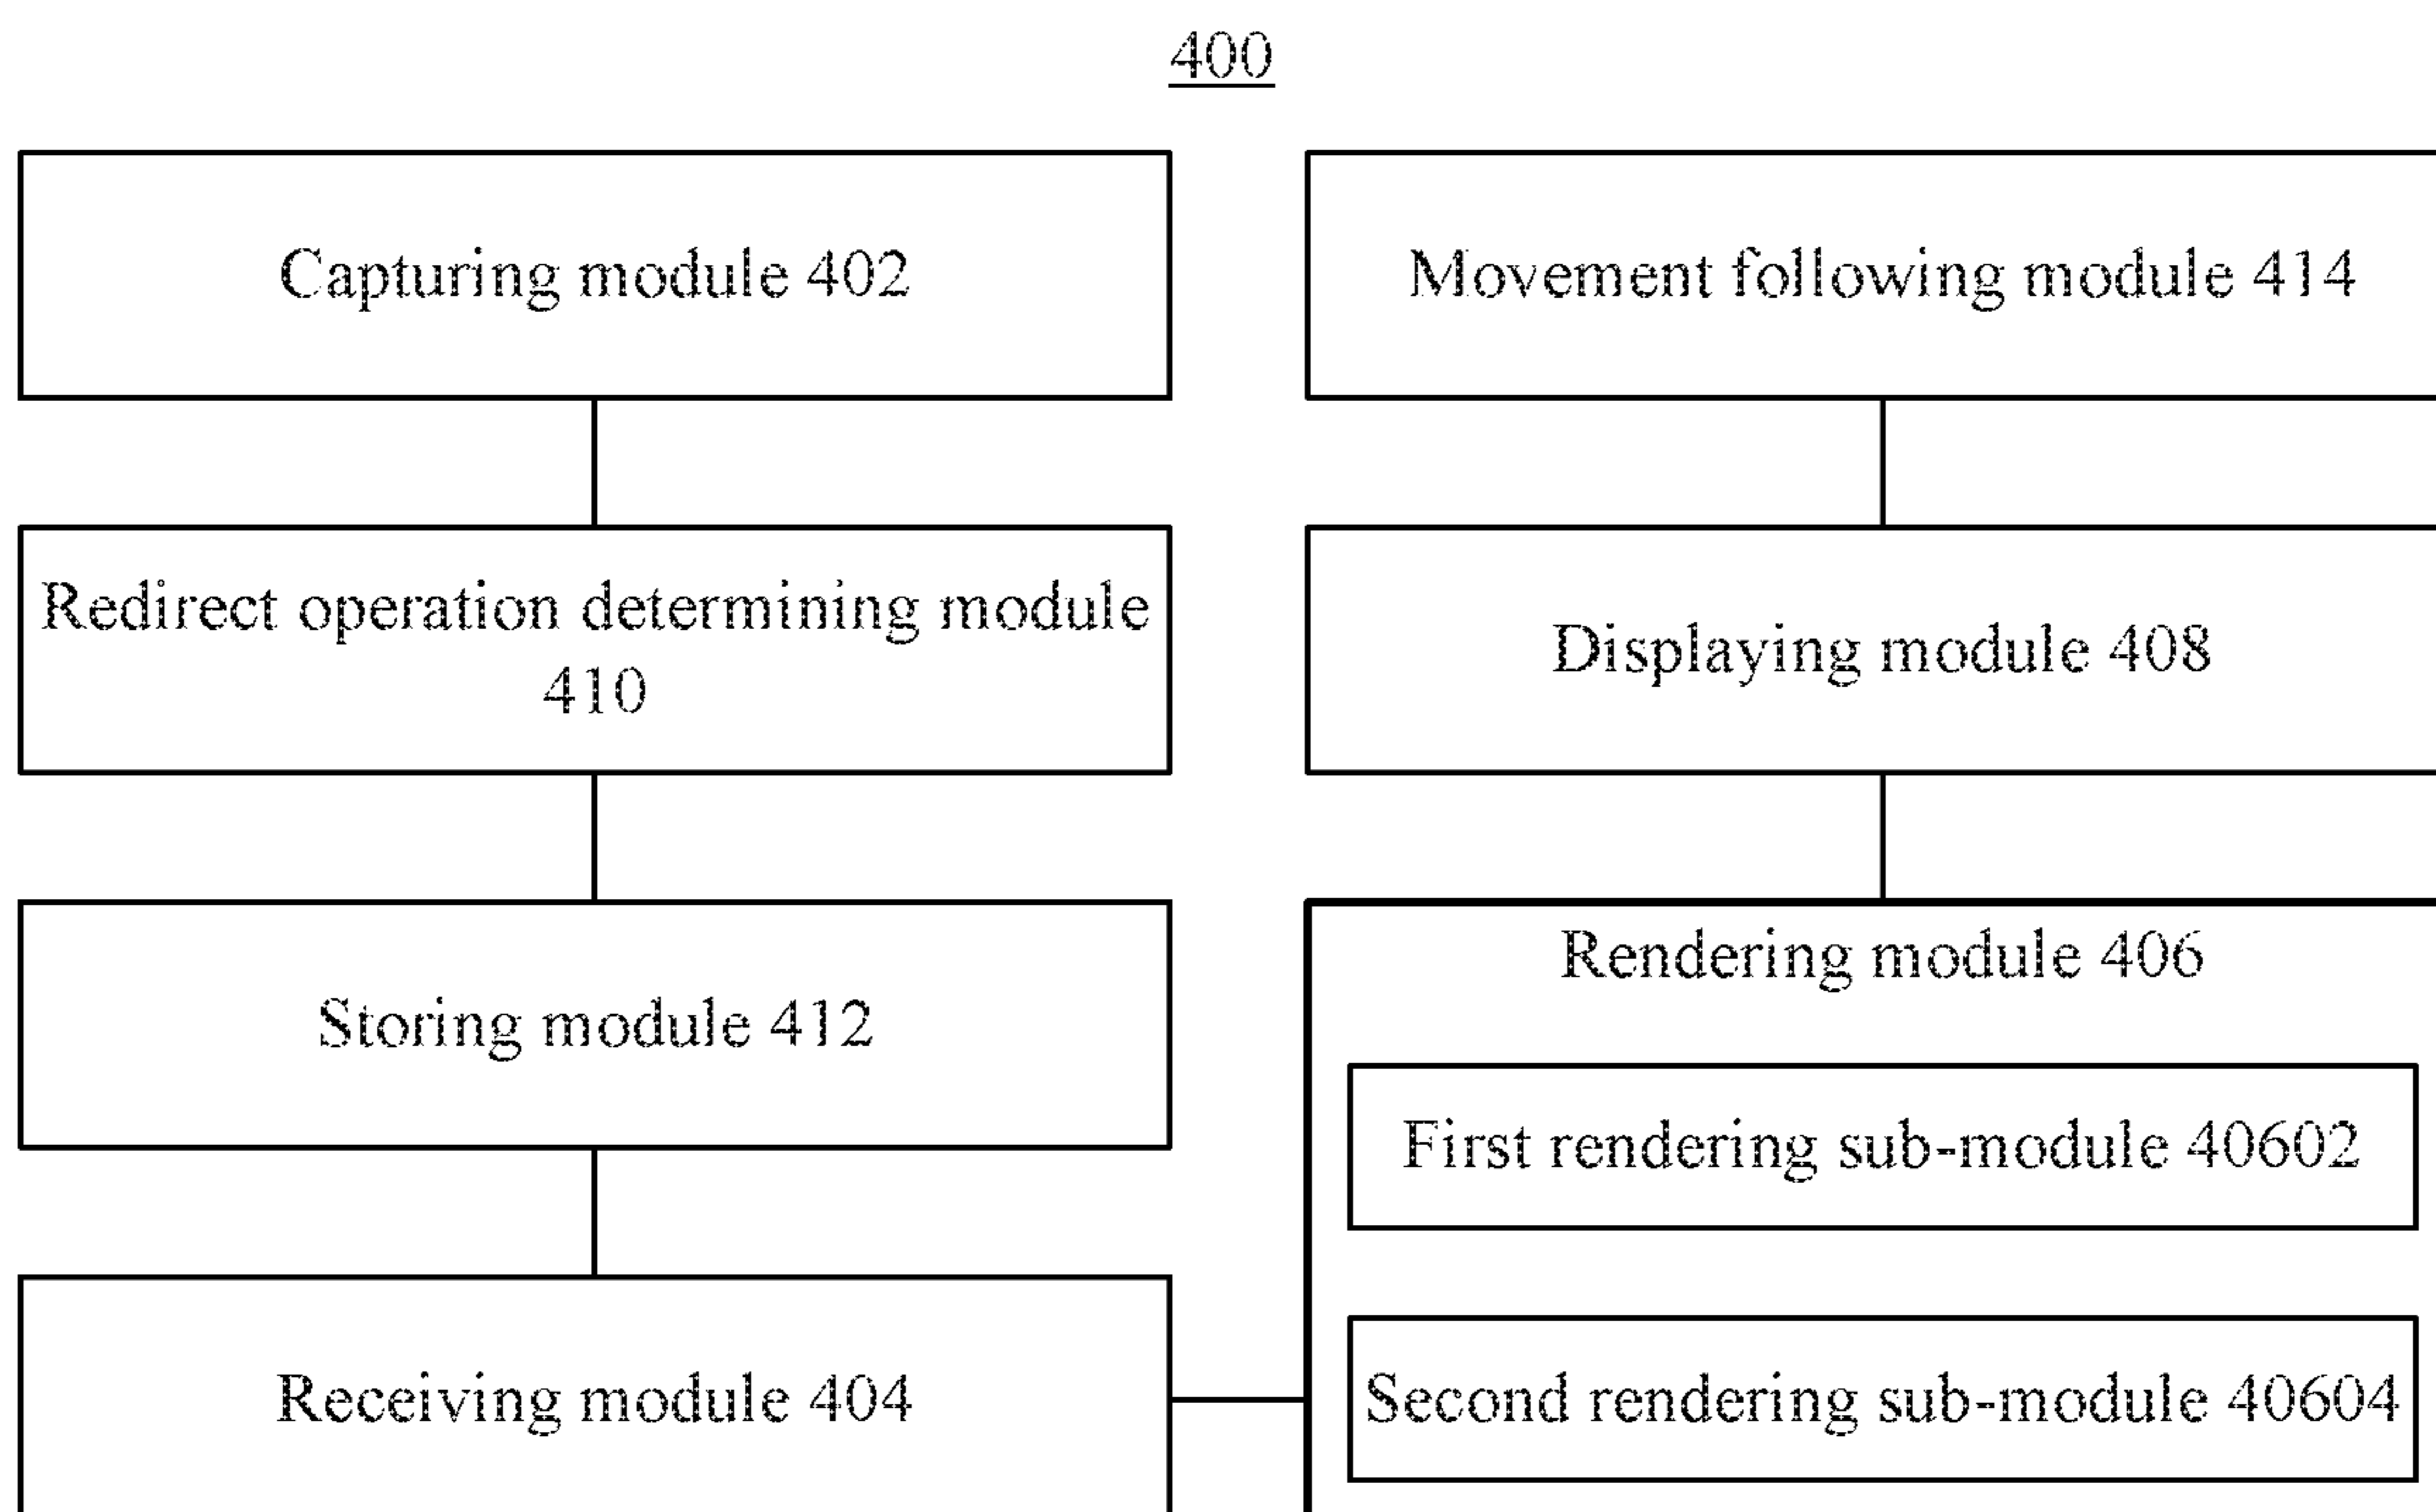 400
Capturing module 402
Redirect operation determining module
410
Storing module 412
Receiving module 404
Movement following module 414
Displaying module 408
Rendering module 406
First rendering sub-module 40602
Second rendering sub-module 40604